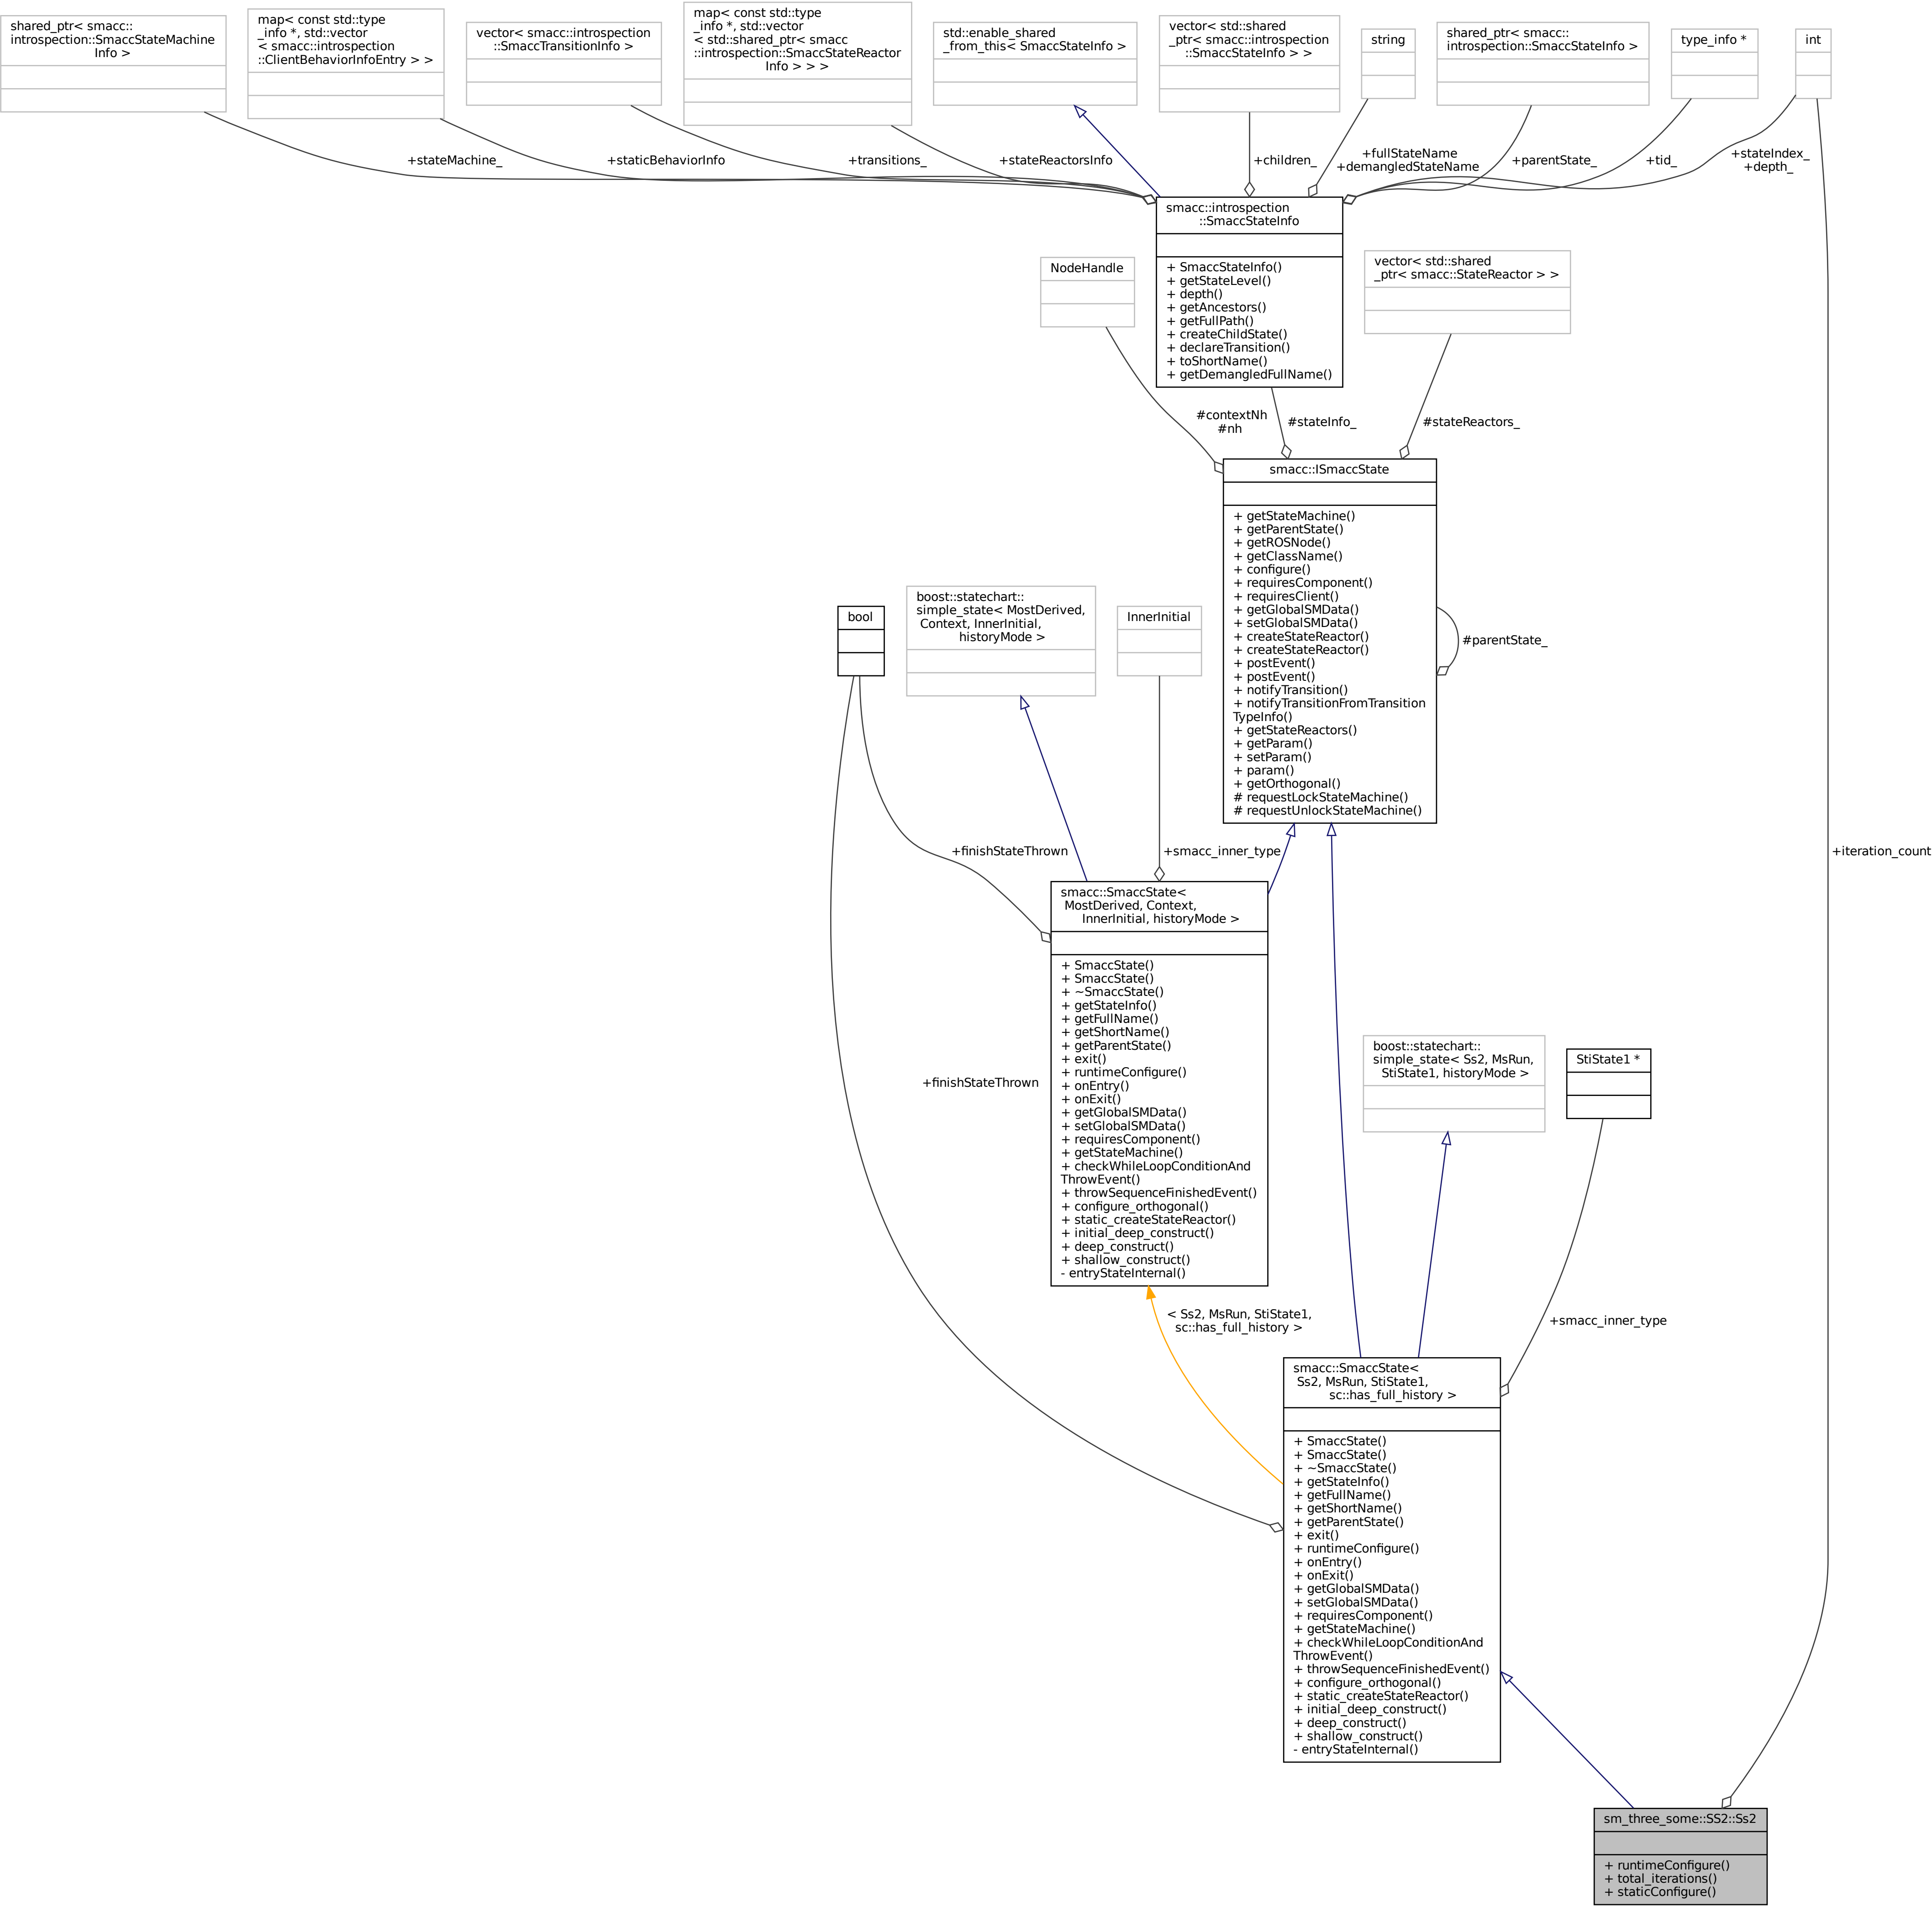 shared_ptr< smacc::
introspection::SmaccStateMachine
Info >
map< const std::type
_info *, std::vector
< smacc::introspection
::ClientBehaviorInfoEntry > >
vector< smacc::introspection
::SmaccTransitionInfo >
map< const std::type
_info *, std::vector
< std::shared_ptr< smacc
::introspection::SmaccStateReactor
Info > > >
std::enable_shared
_from_this< SmaccStateInfo >
vector< std::shared
_ptr< smacc::introspection
::SmaccStateInfo > >
string
shared_ptr< smacc::
introspection::SmaccStateInfo >
type_info *
int
+stateMachine_
+staticBehaviorInfo
+transitions_
+stateReactorsInfo
+children_
+fullStateName
+demangledStateName
+parentState_
+tid_
+stateIndex_
+depth_
smacc::introspection
::SmaccStateInfo
+ SmaccStateInfo()
+ getStateLevel()
+ depth()
+ getAncestors()
+ getFullPath()
+ createChildState()
+ declareTransition()
+ toShortName()
+ getDemangledFullName()
NodeHandle
vector< std::shared
_ptr< smacc::StateReactor > >
#contextNh
#nh
#stateInfo_
#stateReactors_
smacc::ISmaccState
+ getStateMachine()
+ getParentState()
+ getROSNode()
+ getClassName()
+ configure()
+ requiresComponent()
+ requiresClient()
+ getGlobalSMData()
+ setGlobalSMData()
+ createStateReactor()
+ createStateReactor()
+ postEvent()
+ postEvent()
+ notifyTransition()
+ notifyTransitionFromTransition
TypeInfo()
+ getStateReactors()
+ getParam()
+ setParam()
+ param()
+ getOrthogonal()
# requestLockStateMachine()
# requestUnlockStateMachine()
#parentState_
bool
boost::statechart::
simple_state< MostDerived,
Context, InnerInitial,
historyMode >
InnerInitial
+finishStateThrown
+smacc_inner_type
+iteration_count
smacc::SmaccState<
MostDerived, Context,
InnerInitial, historyMode >
+ SmaccState()
+ SmaccState()
+ ~SmaccState()
+ getStateInfo()
+ getFullName()
+ getShortName()
+ getParentState()
+ exit()
+ runtimeConfigure()
+ onEntry()
+ onExit()
+ getGlobalSMData()
+ setGlobalSMData()
+ requiresComponent()
+ getStateMachine()
+ checkWhileLoopConditionAnd
ThrowEvent()
+ throwSequenceFinishedEvent()
+ configure_orthogonal()
+ static_createStateReactor()
+ initial_deep_construct()
+ deep_construct()
+ shallow_construct()
- entryStateInternal()
+finishStateThrown
boost::statechart::
simple_state< Ss2, MsRun,
StiState1, historyMode >
StiState1 *
< Ss2, MsRun, StiState1,
sc::has_full_history >
+smacc_inner_type
smacc::SmaccState<
Ss2, MsRun, StiState1,
sc::has_full_history >
+ SmaccState()
+ SmaccState()
+ ~SmaccState()
+ getStateInfo()
+ getFullName()
+ getShortName()
+ getParentState()
+ exit()
+ runtimeConfigure()
+ onEntry()
+ onExit()
+ getGlobalSMData()
+ setGlobalSMData()
+ requiresComponent()
+ getStateMachine()
+ checkWhileLoopConditionAnd
ThrowEvent()
+ throwSequenceFinishedEvent()
+ configure_orthogonal()
+ static_createStateReactor()
+ initial_deep_construct()
+ deep_construct()
+ shallow_construct()
- entryStateInternal()
sm_three_some::SS2::Ss2
+ runtimeConfigure()
+ total_iterations()
+ staticConfigure()